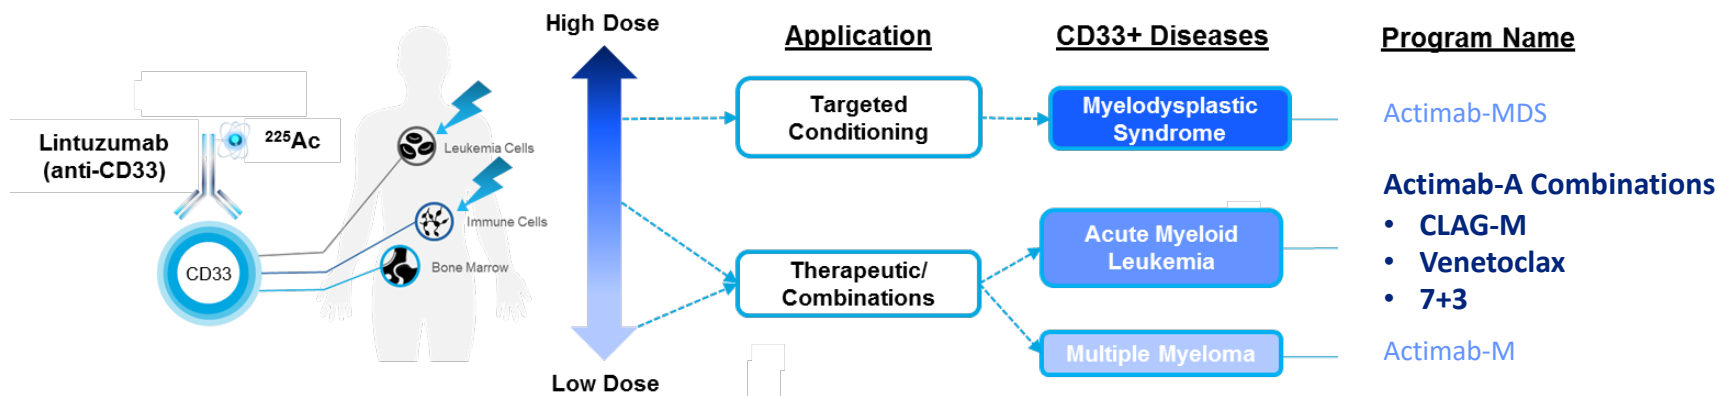 High Dose
Application
CD33+ Diseases
Program Name
Lintuzumab
(anti-CD33)
²²⁵Ac
Leukemia Cells
Immune Cells
Bone Marrow
CD33
Low Dose
Targeted
Conditioning
Therapeutic/
Combinations
Myelodysplastic
Syndrome
Acute Myeloid
Leukemia
Multiple Myeloma
Actimab-MDS
Actimab-A Combinations
• CLAG-M
• Venetoclax
• 7+3
Actimab-M